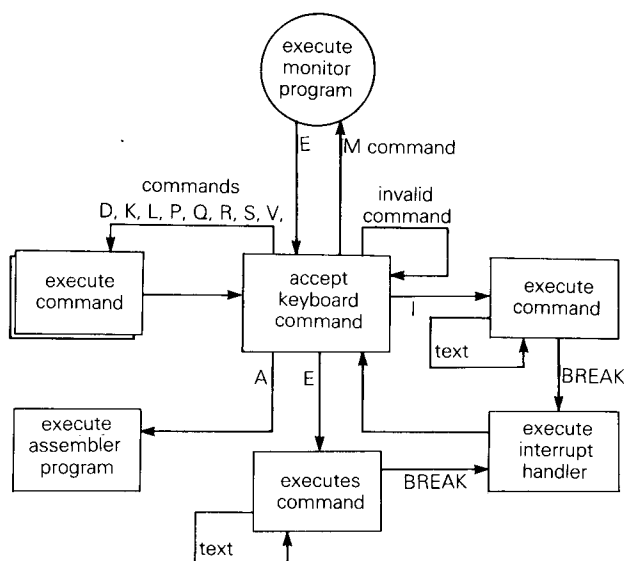 execute
monitor
program
E
M command
commands
D, K, L, P, Q, R, S, V,
invalid
command
execute
command
accept
keyboard
command
I
execute
command
text
BREAK
A
E
execute
assembler
program
executes
command
BREAK
execute
interrupt
handler
text